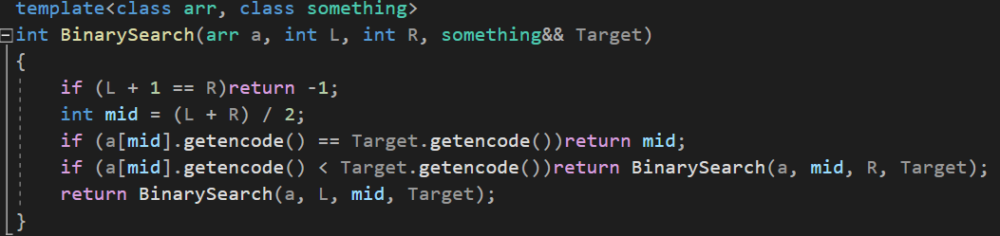 template<class arr, class something>
int BinarySearch(arr a, int L, int R, something&& Target)
{
    if (L + 1 == R)return -1;
    int mid = (L + R) / 2;
    if (a[mid].getencode() == Target.getencode())return mid;
    if (a[mid].getencode() < Target.getencode())return BinarySearch(a, mid, R, Target);
    return BinarySearch(a, L, mid, Target);
}